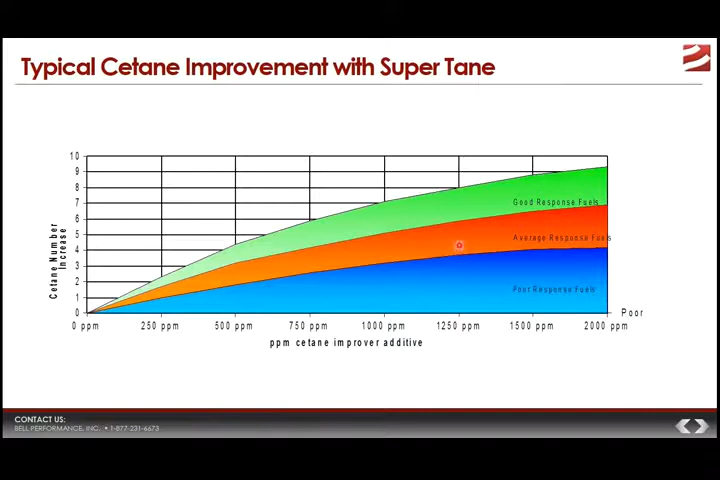 Typical Cetane Improvement with Super Tane
10
9
8
7
6
5
4
3
2
1
0
Cetane Number
Increase
Good Response Fuels
Average Response Fuels
Poor Response Fuels
Poor
0 ppm 250 ppm 500 ppm 750 ppm 1000 ppm 1250 ppm 1500 ppm 2000 ppm
ppm cetane improver additive
CONTACT US:
BELL PERFORMANCE, INC. • 1-877-231-6673